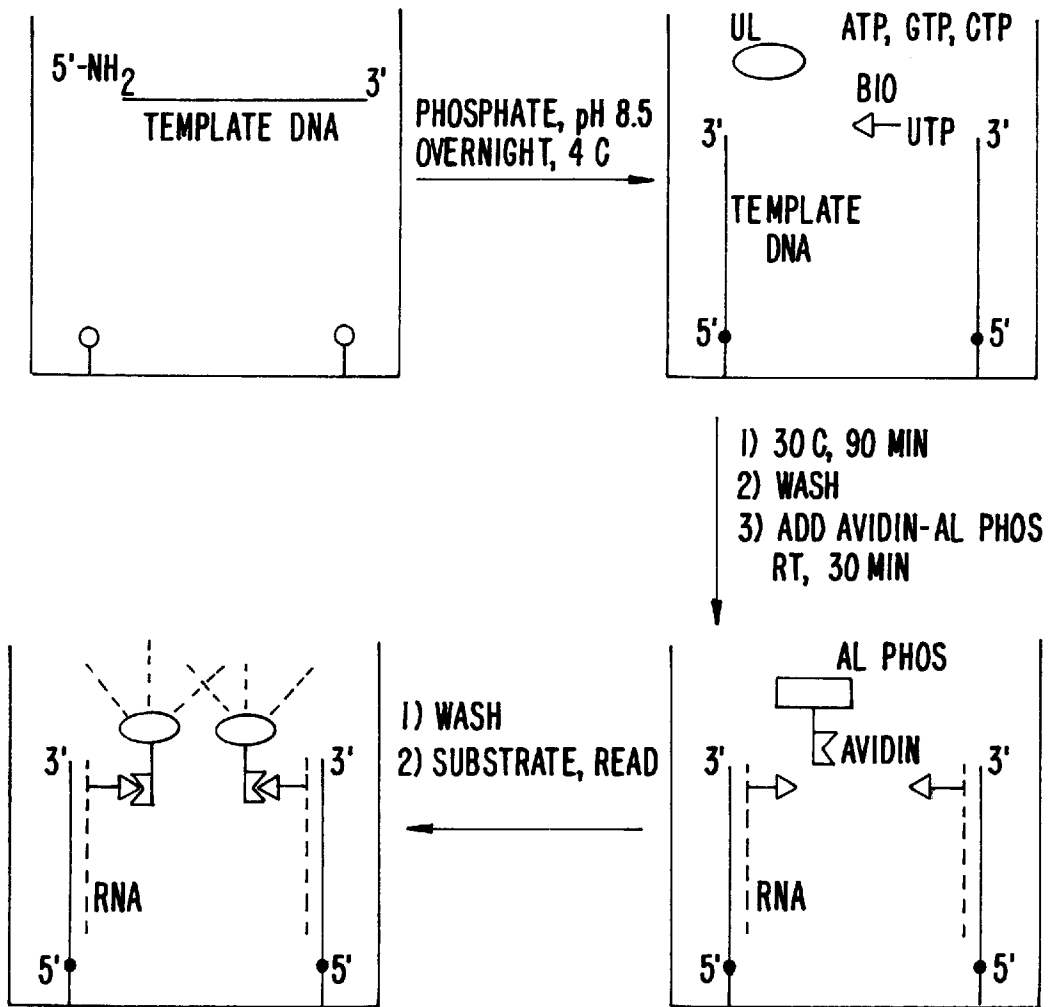 5'-NH2
3'
TEMPLATE DNA
PHOSPHATE, pH 8.5
OVERNIGHT, 4 C
UL
ATP, GTP, CTP
BIO
UTP
3'
3'
TEMPLATE
DNA
5'
5'
1) 30 C, 90 MIN
2) WASH
3) ADD AVIDIN-AL PHOS
RT, 30 MIN
AL PHOS
AVIDIN
3'
3'
RNA
5'
5'
1) WASH
2) SUBSTRATE, READ
3'
3'
RNA
5'
5'